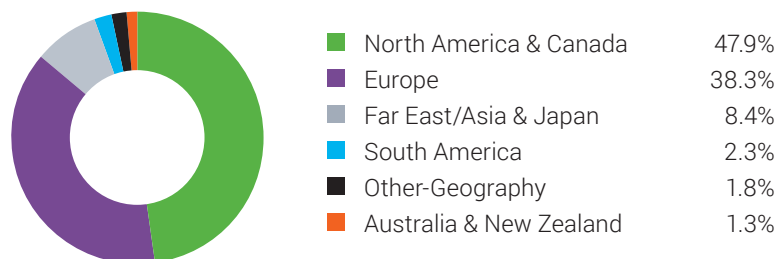 North America & Canada 47.9%
Europe 38.3%
Far East/Asia & Japan 8.4%
South America 2.3%
Other-Geography 1.8%
Australia & New Zealand 1.3%